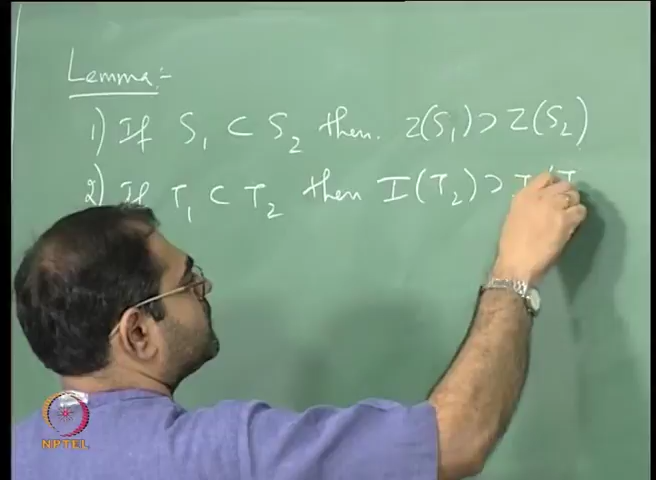 Lemma:-
1) If S₁ ⊂ S₂ then. Z(S₁) ⊃ Z(S₂)
2) If T₁ ⊂ T₂ then I(T₂) ⊃
NPTEL